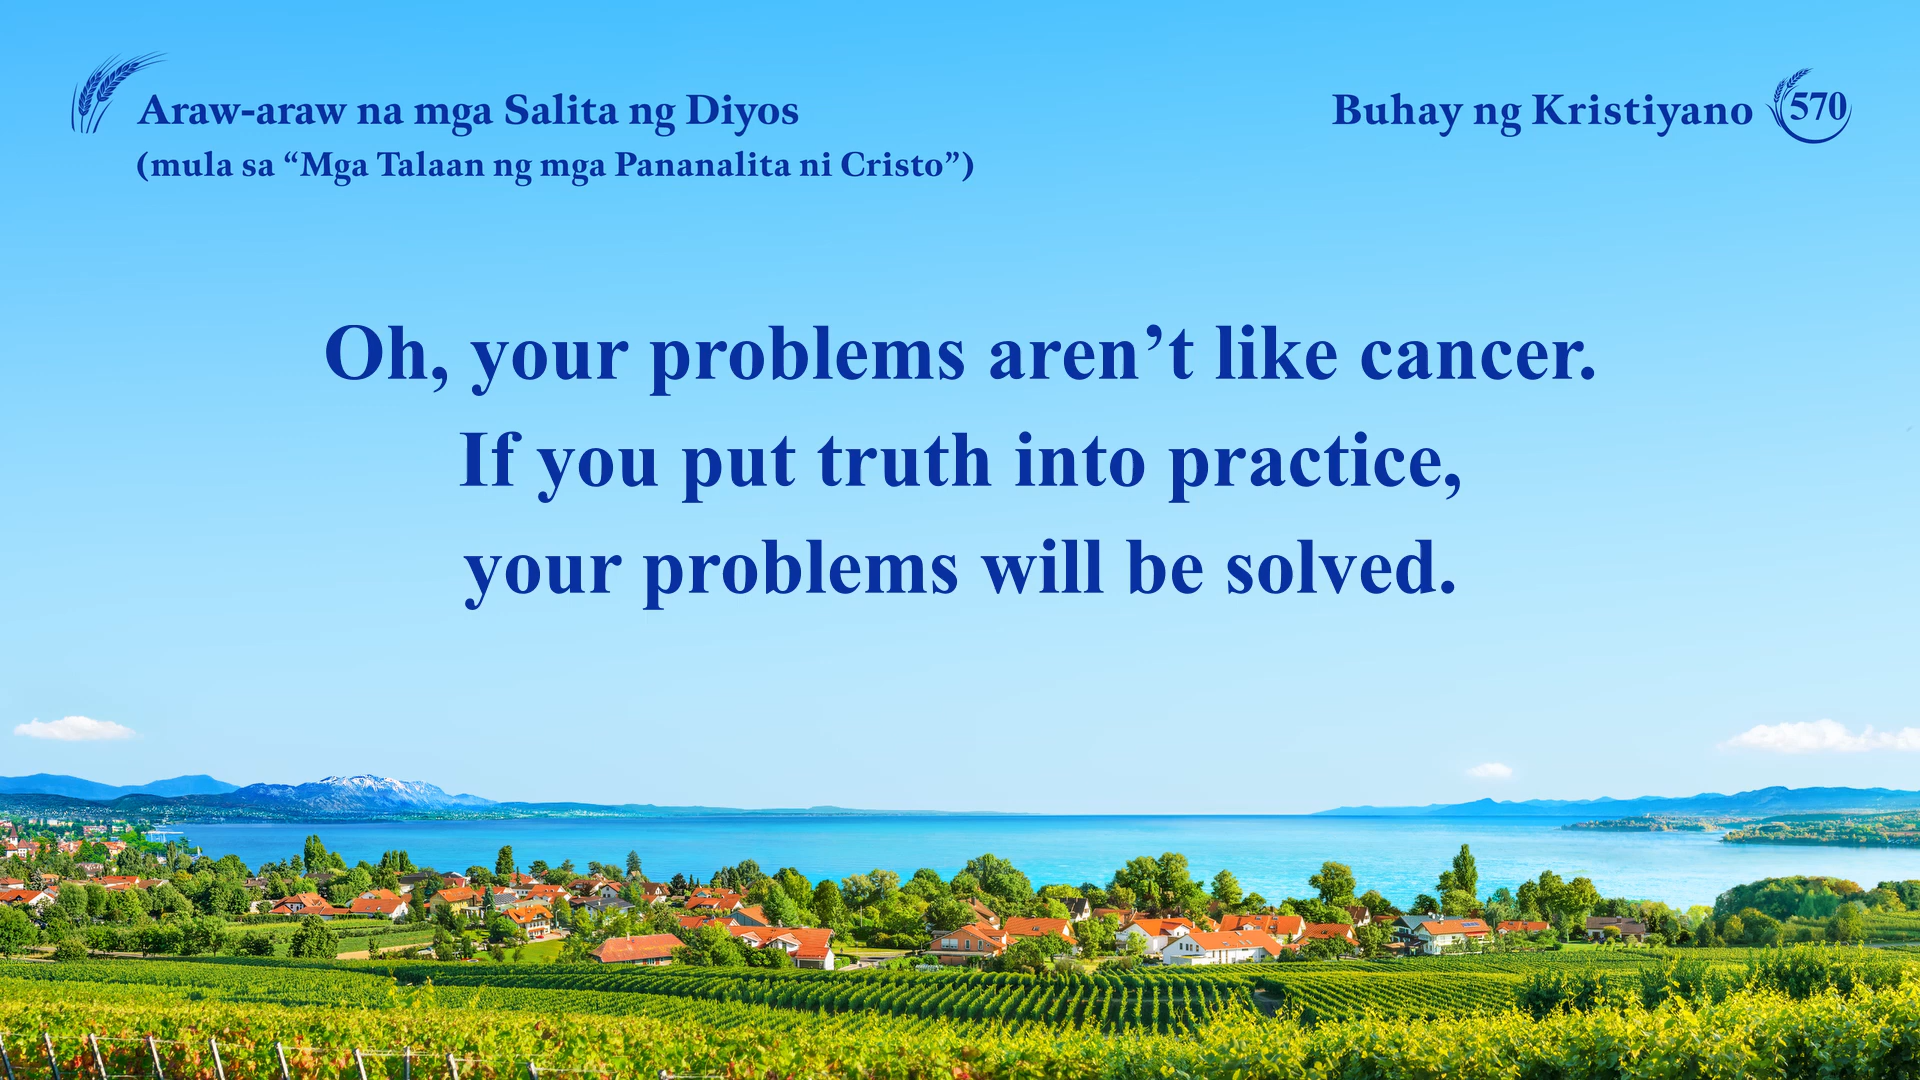 Araw-araw na mga Salita ng Diyos
(mula sa “Mga Talaan ng mga Pananalita ni Cristo”)
Buhay ng Kristiyano 570
Oh, your problems aren’t like cancer.
If you put truth into practice,
your problems will be solved.